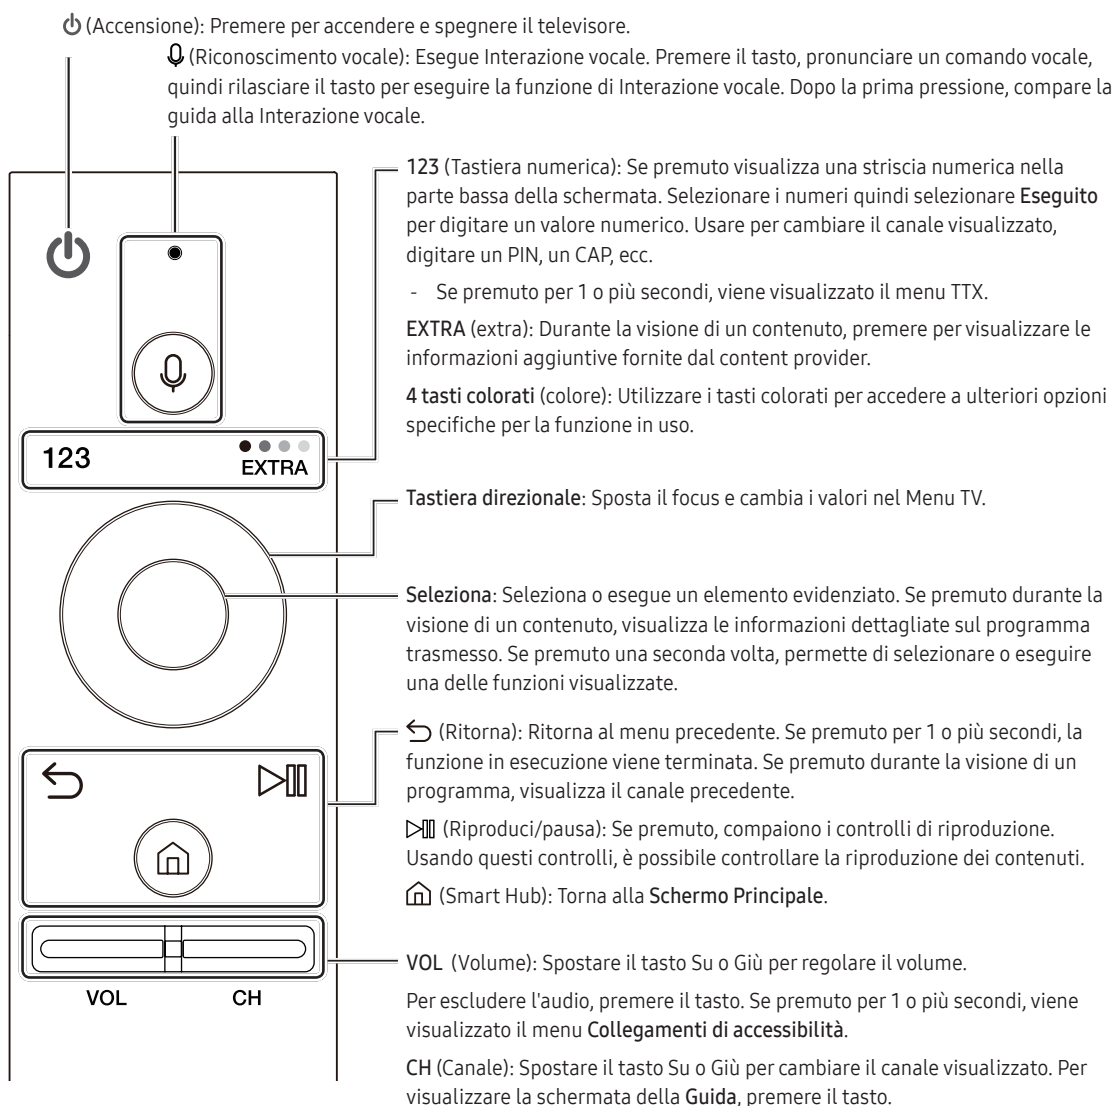 (Accensione): Premere per accendere e spegnere il televisore.
(Riconoscimento vocale): Esegue Interazione vocale. Premere il tasto, pronunciare un comando vocale,
quindi rilasciare il tasto per eseguire la funzione di Interazione vocale. Dopo la prima pressione, compare la
guida alla Interazione vocale.
123 (Tastiera numerica): Se premuto visualizza una striscia numerica nella
parte bassa della schermata. Selezionare i numeri quindi selezionare Eseguito
per digitare un valore numerico. Usare per cambiare il canale visualizzato,
digitare un PIN, un CAP, ecc.
- Se premuto per 1 o più secondi, viene visualizzato il menu TTX.
EXTRA (extra): Durante la visione di un contenuto, premere per visualizzare le
informazioni aggiuntive fornite dal content provider.
4 tasti colorati (colore): Utilizzare i tasti colorati per accedere a ulteriori opzioni
specifiche per la funzione in uso.
123
EXTRA
Tastiera direzionale: Sposta il focus e cambia i valori nel Menu TV.
Seleziona: Seleziona o esegue un elemento evidenziato. Se premuto durante la
visione di un contenuto, visualizza le informazioni dettagliate sul programma
trasmesso. Se premuto una seconda volta, permette di selezionare o eseguire
una delle funzioni visualizzate.
(Ritorna): Ritorna al menu precedente. Se premuto per 1 o più secondi, la
funzione in esecuzione viene terminata. Se premuto durante la visione di un
programma, visualizza il canale precedente.
(Riproduci/pausa): Se premuto, compaiono i controlli di riproduzione.
Usando questi controlli, è possibile controllare la riproduzione dei contenuti.
(Smart Hub): Torna alla Schermo Principale.
VOL (Volume): Spostare il tasto Su o Giù per regolare il volume.
VOL
CH
Per escludere l'audio, premere il tasto. Se premuto per 1 o più secondi, viene
visualizzato il menu Collegamenti di accessibilità.
CH (Canale): Spostare il tasto Su o Giù per cambiare il canale visualizzato. Per
visualizzare la schermata della Guida, premere il tasto.